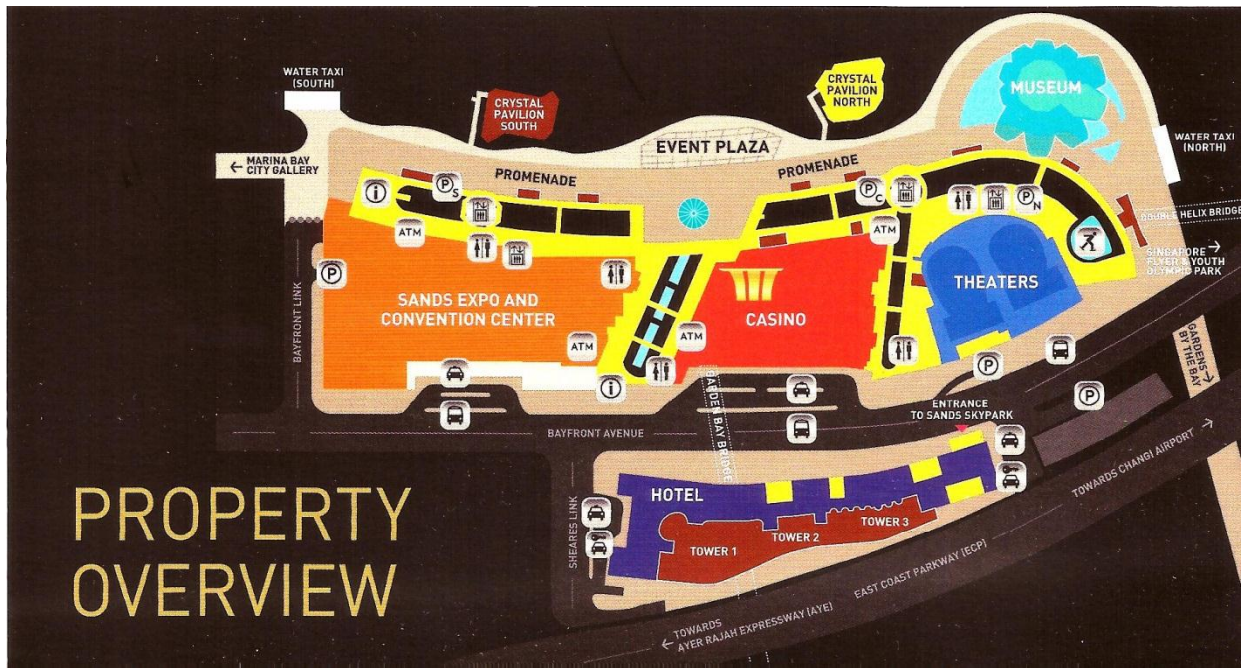 WATER TAXI
(SOUTH)
CRYSTAL
PAVILION
SOUTH
CRYSTAL
PAVILION
NORTH
MUSEUM
WATER TAXI
(NORTH)
← MARINA BAY
CITY GALLERY
EVENT PLAZA
PROMENADE
PROMENADE
i
P S
P C
P N
ATM
ATM
DOUBLE HELIX BRIDGE
SINGAPORE →
FLYER & YOUTH
OLYMPIC PARK
P
BAYFRONT LINK
SANDS EXPO AND
CONVENTION CENTER
CASINO
THEATERS
ATM
ATM
i
P
P
GARDENS →
BY THE BAY
GARDEN BAY BRIDGE
ENTRANCE
TO SANDS SKYPARK
BAYFRONT AVENUE
HOTEL
TOWER 1
TOWER 2
TOWER 3
SHEARES LINK
TOWARDS CHANGI AIRPORT →
EAST COAST PARKWAY (ECP)
← TOWARDS
AYER RAJAH EXPRESSWAY (AYE)
PROPERTY
OVERVIEW